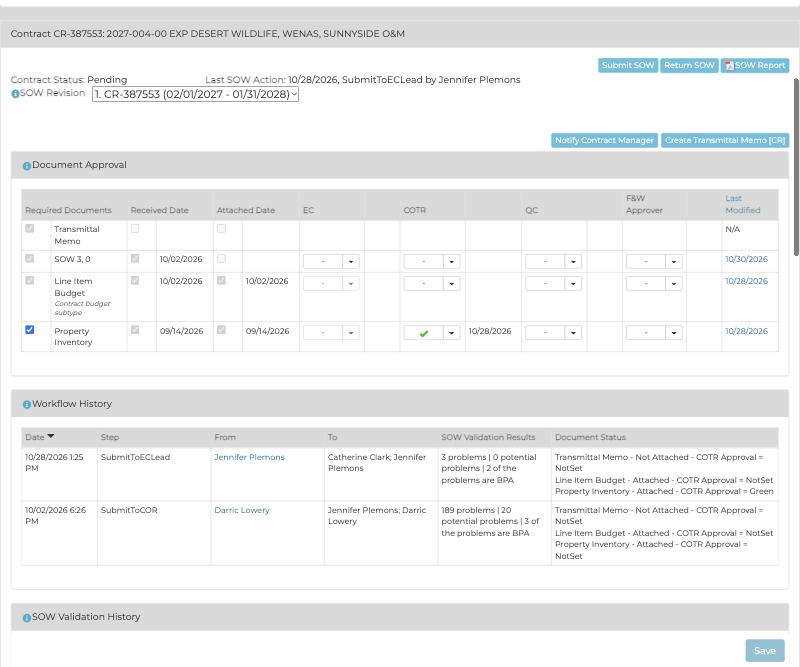 Contract CR-387553: 2027-004-00 EXP DESERT WILDLIFE, WENAS, SUNNYSIDE O&M
Submit SOW Return SOW SOW Report
Contract Status: Pending Last SOW Action: 10/28/2026, SubmitToECLead by Jennifer Plemons
SOW Revision 1. CR-387553 (02/01/2027 - 01/31/2028)
Notify Contract Manager Create Transmittal Memo [CR]
Document Approval
Required Documents Received Date Attached Date EC COTR QC F&W Approver Last Modified
Transmittal Memo N/A
SOW 3, 0 10/02/2026 - - - - 10/30/2026
Line Item Budget 10/02/2026 10/02/2026 - - - - 10/28/2026
Contract budget subtype
Property Inventory 09/14/2026 09/14/2026 - 10/28/2026 - - 10/28/2026
Workflow History
Date Step From To SOW Validation Results Document Status
10/28/2026 1:25 PM SubmitToECLead Jennifer Plemons Catherine Clark; Jennifer Plemons 3 problems | 0 potential problems | 2 of the problems are BPA Transmittal Memo - Not Attached - COTR Approval = NotSet
Line Item Budget - Attached - COTR Approval = NotSet
Property Inventory - Attached - COTR Approval = Green
10/02/2026 6:26 PM SubmitToCOR Darric Lowery Jennifer Plemons; Darric Lowery 189 problems | 20 potential problems | 3 of the problems are BPA Transmittal Memo - Not Attached - COTR Approval = NotSet
Line Item Budget - Attached - COTR Approval = NotSet
Property Inventory - Attached - COTR Approval = NotSet
SOW Validation History
Save